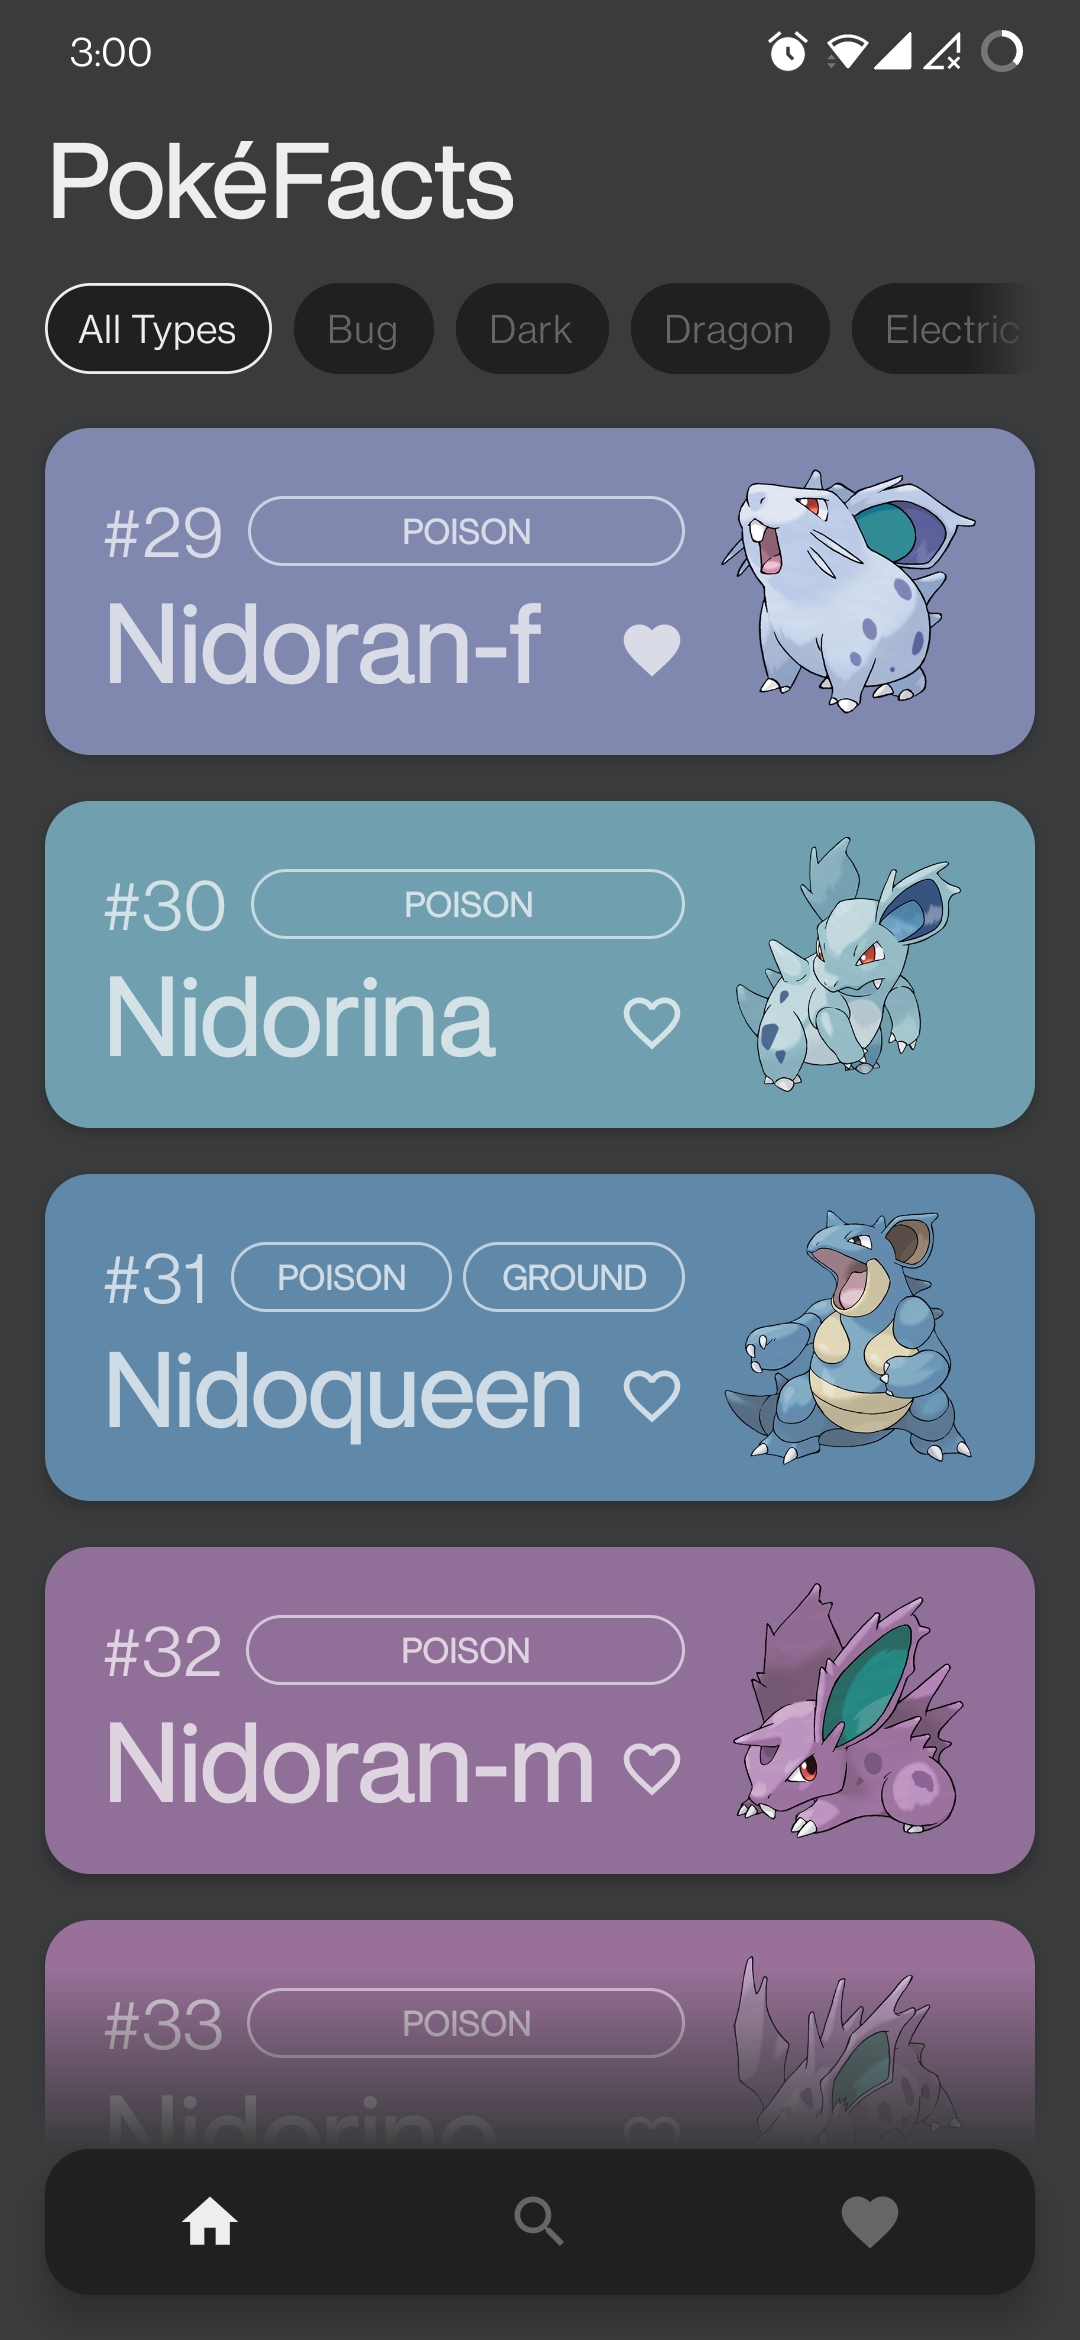 3:00
PokéFacts
All Types Bug Dark Dragon Electric
#29 POISON
Nidoran-f
#30 POISON
Nidorina
#31 POISON GROUND
Nidoqueen
#32 POISON
Nidoran-m
#33 POISON
Nidorino